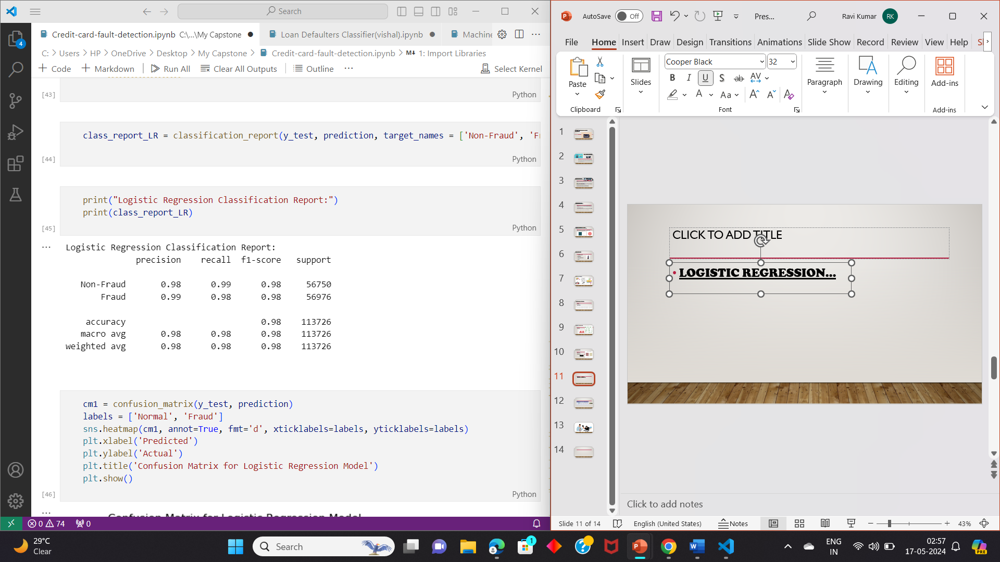 Search
Credit-card-fault-detection.ipynb C:\...\My Capstone
Loan Defaulters Classifier(vishal).ipynb
Machine
C: > Users > HP > OneDrive > Desktop > My Capstone > Credit-card-fault-detection.ipynb > M↓ 1: Import Libraries
+ Code + Markdown Run All Clear All Outputs Outline ... Select Kernel
[43] Python
class_report_LR = classification_report(y_test, prediction, target_names = ['Non-Fraud', 'Fr
[44] Python
print("Logistic Regression Classification Report:")
print(class_report_LR)
[45] Python
... Logistic Regression Classification Report:
precision recall f1-score support
Non-Fraud 0.98 0.99 0.98 56750
Fraud 0.99 0.98 0.98 56976
accuracy 0.98 113726
macro avg 0.98 0.98 0.98 113726
weighted avg 0.98 0.98 0.98 113726
cm1 = confusion_matrix(y_test, prediction)
labels = ['Normal', 'Fraud']
sns.heatmap(cm1, annot=True, fmt='d', xticklabels=labels, yticklabels=labels)
plt.xlabel('Predicted')
plt.ylabel('Actual')
plt.title('Confusion Matrix for Logistic Regression Model')
plt.show()
[46] Python
...
Confusion Matrix for Logistic Regression Model
0 74 0
4
AutoSave Off Pres... Ravi Kumar RK
File Home Insert Draw Design Transitions Animations Slide Show Record Review View Help
Cooper Black 32
Paste
Slides
B I U S ab AV
A Aa A A A
Paragraph
Drawing
Editing
Add-ins
Clipboard Font Add-ins
1
2
3
4
5
6
7
8
9
10
11
12
13
14
CLICK TO ADD TITLE
• LOGISTIC REGRESSION...
Click to add notes
Slide 11 of 14 English (United States) Notes 43%
29°C
Clear
Search
1
ENG
IN
02:57
17-05-2024
PRE